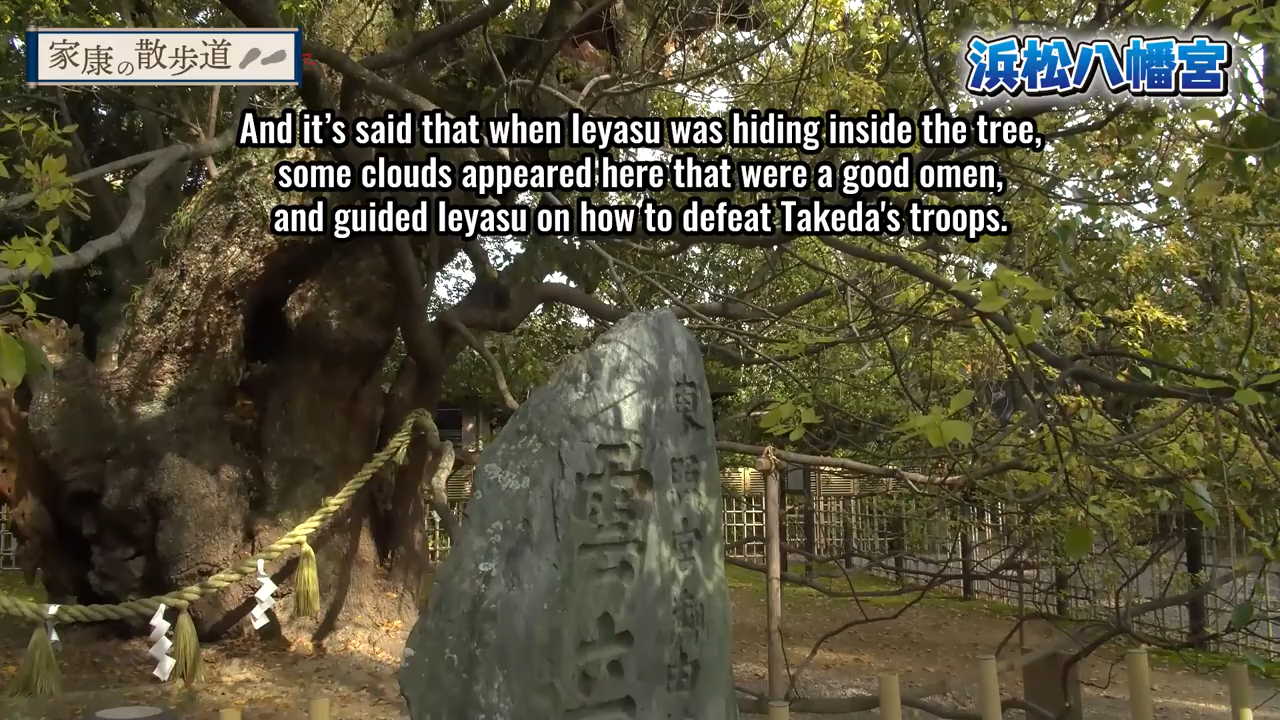 家康の散歩道
浜松八幡宮
And it’s said that when Ieyasu was hiding inside the tree,
some clouds appeared here that were a good omen,
and guided Ieyasu on how to defeat Takeda's troops.
東照宮御由
雲立